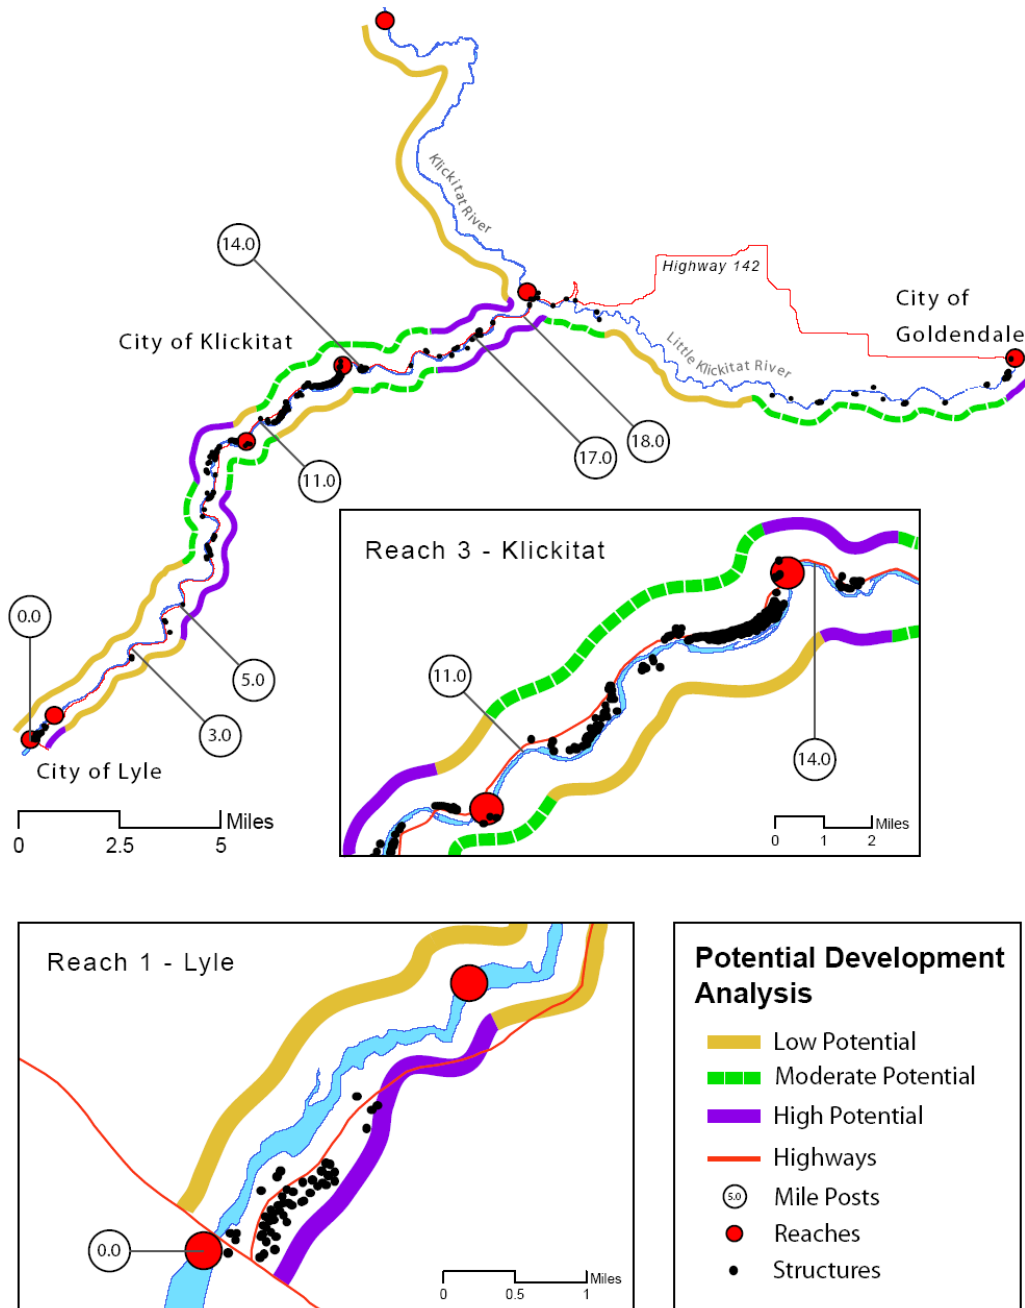 Klickitat River
14.0
Highway 142
City of
Goldendale
City of Klickitat
Little Klickitat River
18.0
17.0
11.0
Reach 3 - Klickitat
0.0
5.0
11.0
3.0
14.0
City of Lyle
Miles
0
2.5
5
Miles
0
1
2
Reach 1 - Lyle
0.0
Miles
0
0.5
1
Potential Development
Analysis
Low Potential
Moderate Potential
High Potential
Highways
5.0
Mile Posts
Reaches
Structures